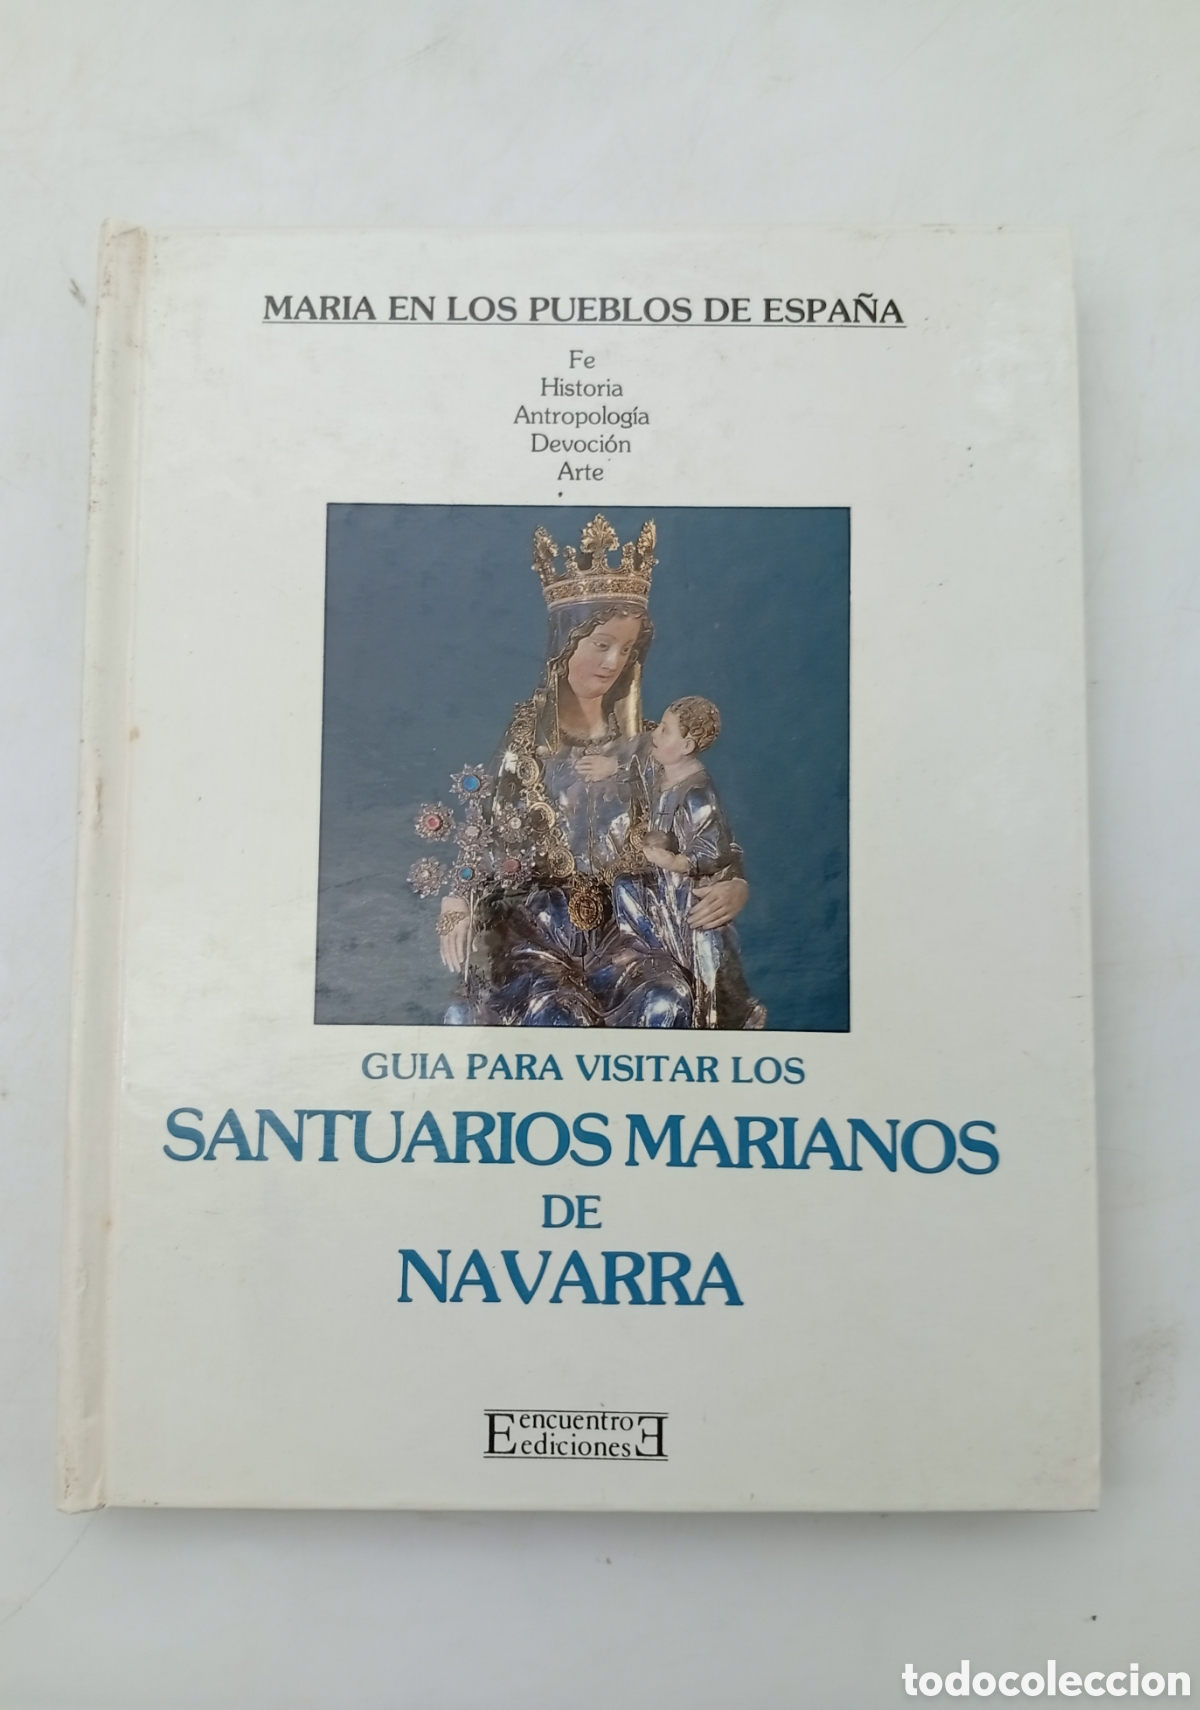 MARIA EN LOS PUEBLOS DE ESPAÑA
Fe
Historia
Antropología
Devoción
Arte
GUIA PARA VISITAR LOS
SANTUARIOS MARIANOS
DE
NAVARRA
E encuentro E
ediciones
todocoleccion